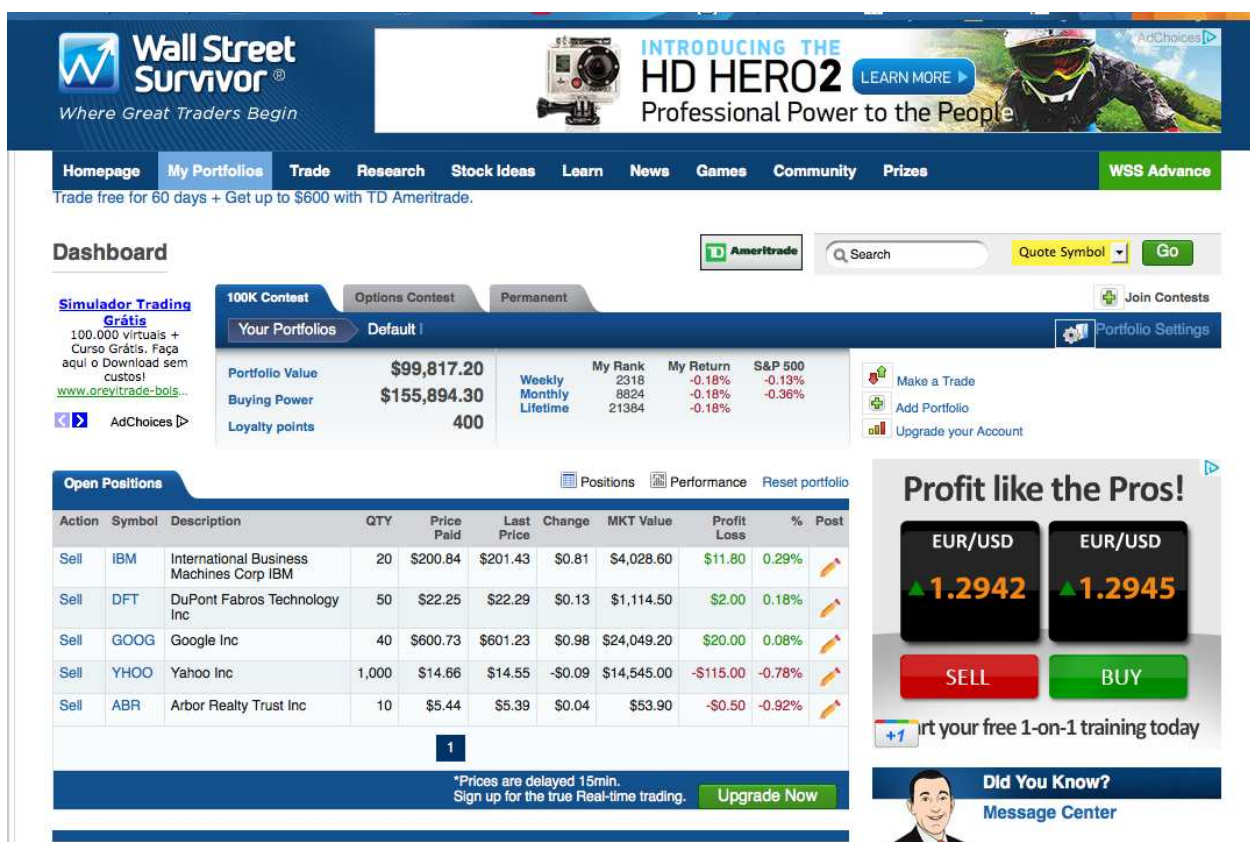 Wall Street
Survivor ®
Where Great Traders Begin
INTRODUCING THE
HD HERO2
LEARN MORE
Professional Power to the People
AdChoices
Homepage My Portfolios Trade Research Stock Ideas Learn News Games Community Prizes WSS Advance
Trade free for 60 days + Get up to $600 with TD Ameritrade.
Dashboard
TD Ameritrade
Search
Quote Symbol
Go
Simulador Trading
Grátis
100.000 virtuais +
Curso Grátis. Faça
aqui o Download sem
custos!
www.oreyitrade-bols...
AdChoices
100K Contest Options Contest Permanent Join Contests
Your Portfolios Default Portfolio Settings
Portfolio Value $99,817.20
Buying Power $155,894.30
Loyalty points 400
My Rank My Return S&P 500
Weekly 2318 -0.18% -0.13%
Monthly 8824 -0.18% -0.36%
Lifetime 21384 -0.18%
Make a Trade
Add Portfolio
Upgrade your Account
Open Positions Positions Performance Reset portfolio
Action Symbol Description QTY Price Last Change MKT Value Profit % Post
Paid Price Loss
Sell IBM International Business 20 $200.84 $201.43 $0.81 $4,028.60 $11.80 0.29%
Machines Corp IBM
Sell DFT DuPont Fabros Technology 50 $22.25 $22.29 $0.13 $1,114.50 $2.00 0.18%
Inc
Sell GOOG Google Inc 40 $600.73 $601.23 $0.98 $24,049.20 $20.00 0.08%
Sell YHOO Yahoo Inc 1,000 $14.66 $14.55 -$0.09 $14,545.00 -$115.00 -0.78%
Sell ABR Arbor Realty Trust Inc 10 $5.44 $5.39 $0.04 $53.90 -$0.50 -0.92%
1
*Prices are delayed 15min.
Sign up for the true Real-time trading.
Upgrade Now
Profit like the Pros!
EUR/USD EUR/USD
1.2942 1.2945
SELL BUY
+1
rt your free 1-on-1 training today
Did You Know?
Message Center